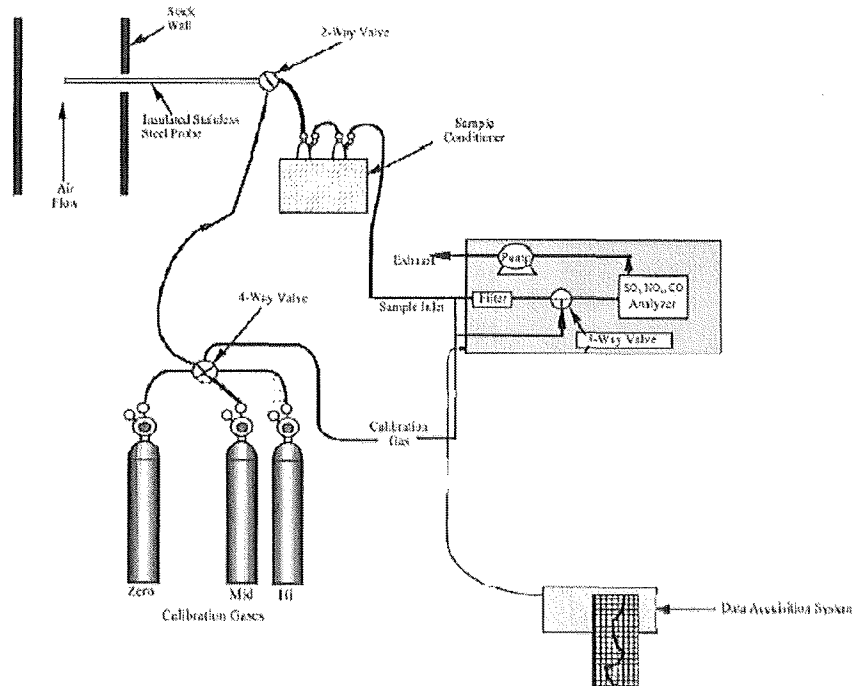 Stack
Wall
2-Way Valve
Insulated Stainless
Steel Probe
Sample
Conditioner
Air
Flow
Exhaust
Pump
SO₂, NOₓ, CO
Analyzer
Filter
Sample Inlet
3-Way Valve
4-Way Valve
Calibration
Gas
Zero
Mid
Hi
Calibration Gases
Data Acquisition System